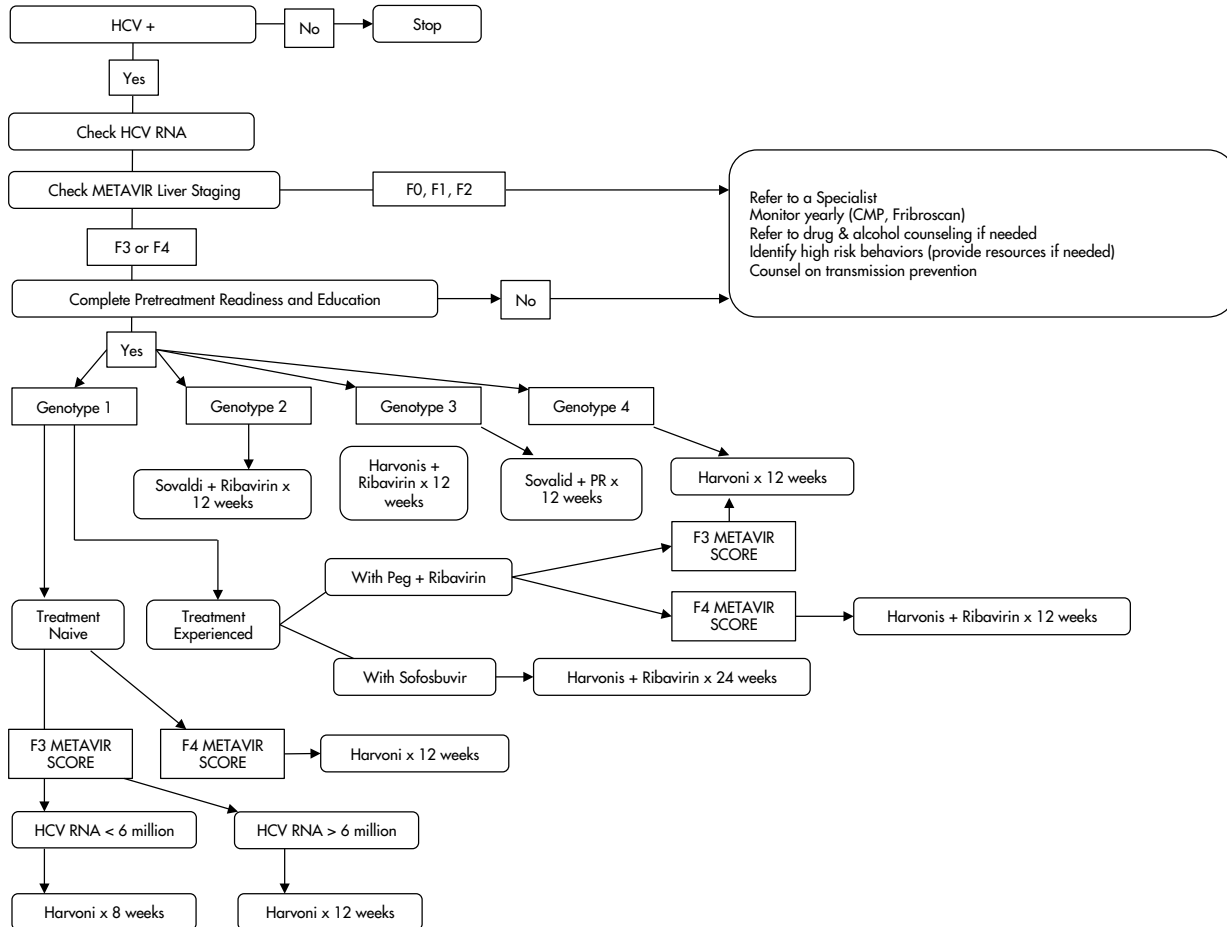 HCV +
No
Stop
Yes
Check HCV RNA
Check METAVIR Liver Staging
F0, F1, F2
Refer to a Specialist
Monitor yearly (CMP, Fribroscan)
Refer to drug & alcohol counseling if needed
Identify high risk behaviors (provide resources if needed)
Counsel on transmission prevention
F3 or F4
Complete Pretreatment Readiness and Education
No
Yes
Genotype 1
Genotype 2
Genotype 3
Genotype 4
Sovaldi + Ribavirin x
12 weeks
Harvonis +
Ribavirin x 12
weeks
Sovalid + PR x
12 weeks
Harvoni x 12 weeks
F3 METAVIR
SCORE
With Peg + Ribavirin
F4 METAVIR
SCORE
Harvonis + Ribavirin x 12 weeks
Treatment
Naive
Treatment
Experienced
With Sofosbuvir
Harvonis + Ribavirin x 24 weeks
F3 METAVIR
SCORE
F4 METAVIR
SCORE
Harvoni x 12 weeks
HCV RNA < 6 million
HCV RNA > 6 million
Harvoni x 8 weeks
Harvoni x 12 weeks